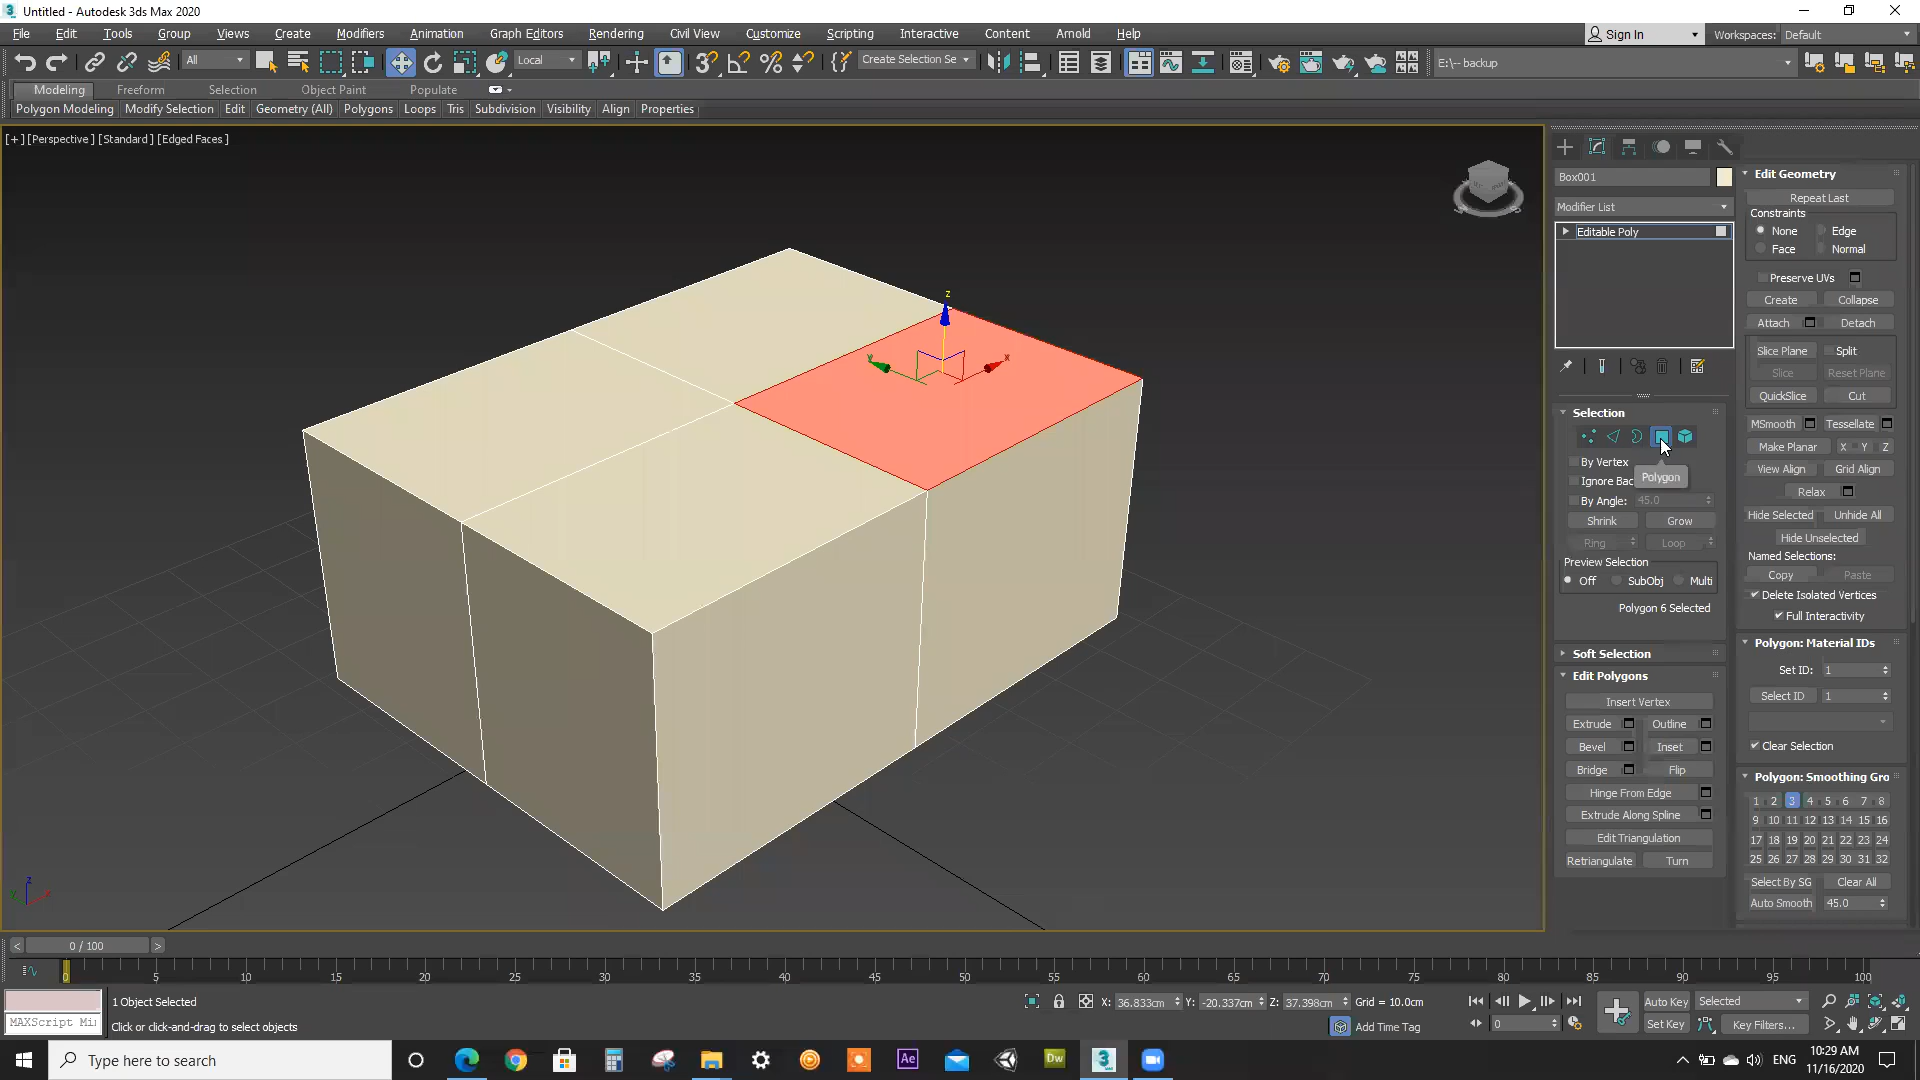 Untitled - Autodesk 3ds Max 2020
File Edit Tools Group Views Create Modifiers Animation Graph Editors Rendering Civil View Customize Scripting Interactive Content Arnold Help Sign In Workspaces: Default
All Local Create Selection Se E:\-- backup
Modeling Freeform Selection Object Paint Populate
Polygon Modeling Modify Selection Edit Geometry (All) Polygons Loops Tris Subdivision Visibility Align Properties
[+] [Perspective] [Standard] [Edged Faces]
Box001
Modifier List
Editable Poly
Selection
By Vertex
Polygon
Ignore Bac
By Angle: 45.0
Shrink Grow
Ring Loop
Preview Selection
Off SubObj Multi
Polygon 6 Selected
Soft Selection
Edit Polygons
Insert Vertex
Extrude Outline
Bevel Inset
Bridge Flip
Hinge From Edge
Extrude Along Spline
Edit Triangulation
Retriangulate Turn
Edit Geometry
Repeat Last
Constraints
None Edge
Face Normal
Preserve UVs
Create Collapse
Attach Detach
Slice Plane Split
Slice Reset Plane
QuickSlice Cut
MSmooth Tessellate
Make Planar X Y Z
View Align Grid Align
Relax
Hide Selected Unhide All
Hide Unselected
Named Selections:
Copy Paste
Delete Isolated Vertices
Full Interactivity
Polygon: Material IDs
Set ID: 1
Select ID 1
Clear Selection
Polygon: Smoothing Gro
1 2 3 4 5 6 7 8
9 10 11 12 13 14 15 16
17 18 19 20 21 22 23 24
25 26 27 28 29 30 31 32
Select By SG Clear All
Auto Smooth 45.0
z
y
x
z
x
< 0 / 100 >
0 5 10 15 20 25 30 35 40 45 50 55 60 65 70 75 80 85 90 95 100
1 Object Selected X: 36.833cm Y: -20.337cm Z: 37.398cm Grid = 10.0cm Auto Key Selected
MAXScript Mi Click or click-and-drag to select objects Add Time Tag 0 Set Key Key Filters...
Type here to search Ae Dw 3 ENG
10:29 AM
11/16/2020